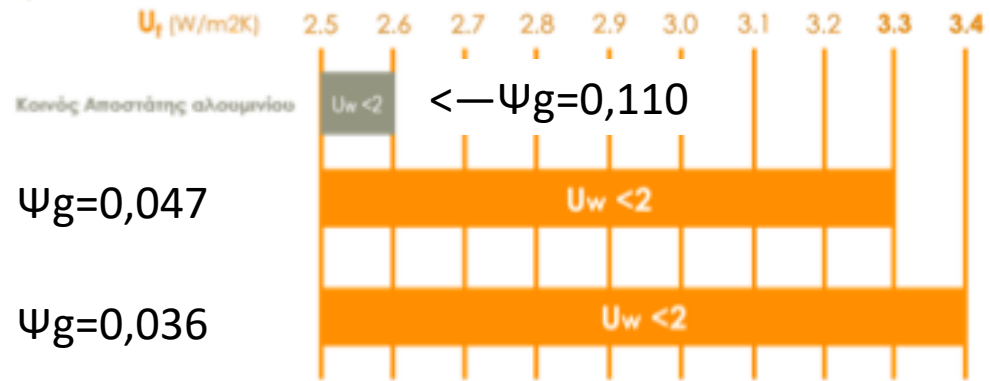 Uf (W/m2K) 2.5 2.6 2.7 2.8 2.9 3.0 3.1 3.2 3.3 3.4
Κοινός Αποστάτης αλουμινίου Uw <2 <—Ψg=0,110
Ψg=0,047 Uw <2
Ψg=0,036 Uw <2